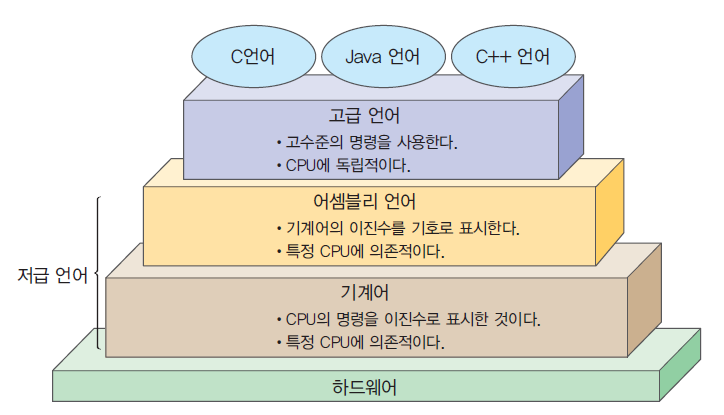 C언어
Java 언어
C++ 언어
고급 언어
• 고수준의 명령을 사용한다.
• CPU에 독립적이다.
어셈블리 언어
• 기계어의 이진수를 기호로 표시한다.
• 특정 CPU에 의존적이다.
저급 언어
기계어
• CPU의 명령을 이진수로 표시한 것이다.
• 특정 CPU에 의존적이다.
하드웨어